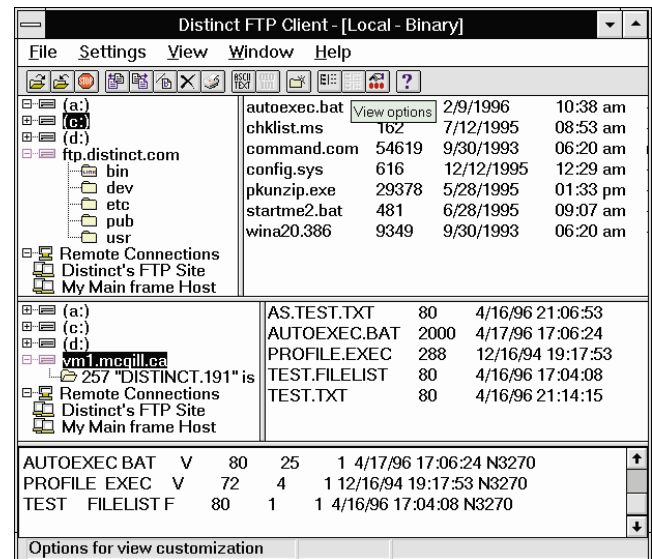 Distinct FTP Client - [Local - Binary]
File Settings View Window Help
ASCII TEXT
?
(a:)
(c:)
(d:)
ftp.distinct.com
bin
dev
etc
pub
usr
Remote Connections
Distinct's FTP Site
My Main frame Host
autoexec.bat 2/9/1996 10:38 am
View options
chklist.ms 162 7/12/1995 08:53 am
command.com 54619 9/30/1993 06:20 am
config.sys 616 12/12/1995 12:29 am
pkunzip.exe 29378 5/28/1995 01:33 pm
startme2.bat 481 6/28/1995 09:07 am
wina20.386 9349 9/30/1993 06:20 am
(a:)
(c:)
(d:)
vm1.mcgill.ca
257 "DISTINCT.191" is
Remote Connections
Distinct's FTP Site
My Main frame Host
AS.TEST.TXT 80 4/16/96 21:06:53
AUTOEXEC.BAT 2000 4/17/96 17:06:24
PROFILE.EXEC 288 12/16/94 19:17:53
TEST.FILELIST 80 4/16/96 17:04:08
TEST.TXT 80 4/16/96 21:14:15
AUTOEXEC BAT V 80 25 1 4/17/96 17:06:24 N3270
PROFILE EXEC V 72 4 1 12/16/94 19:17:53 N3270
TEST FILELIST F 80 1 1 4/16/96 17:04:08 N3270
Options for view customization